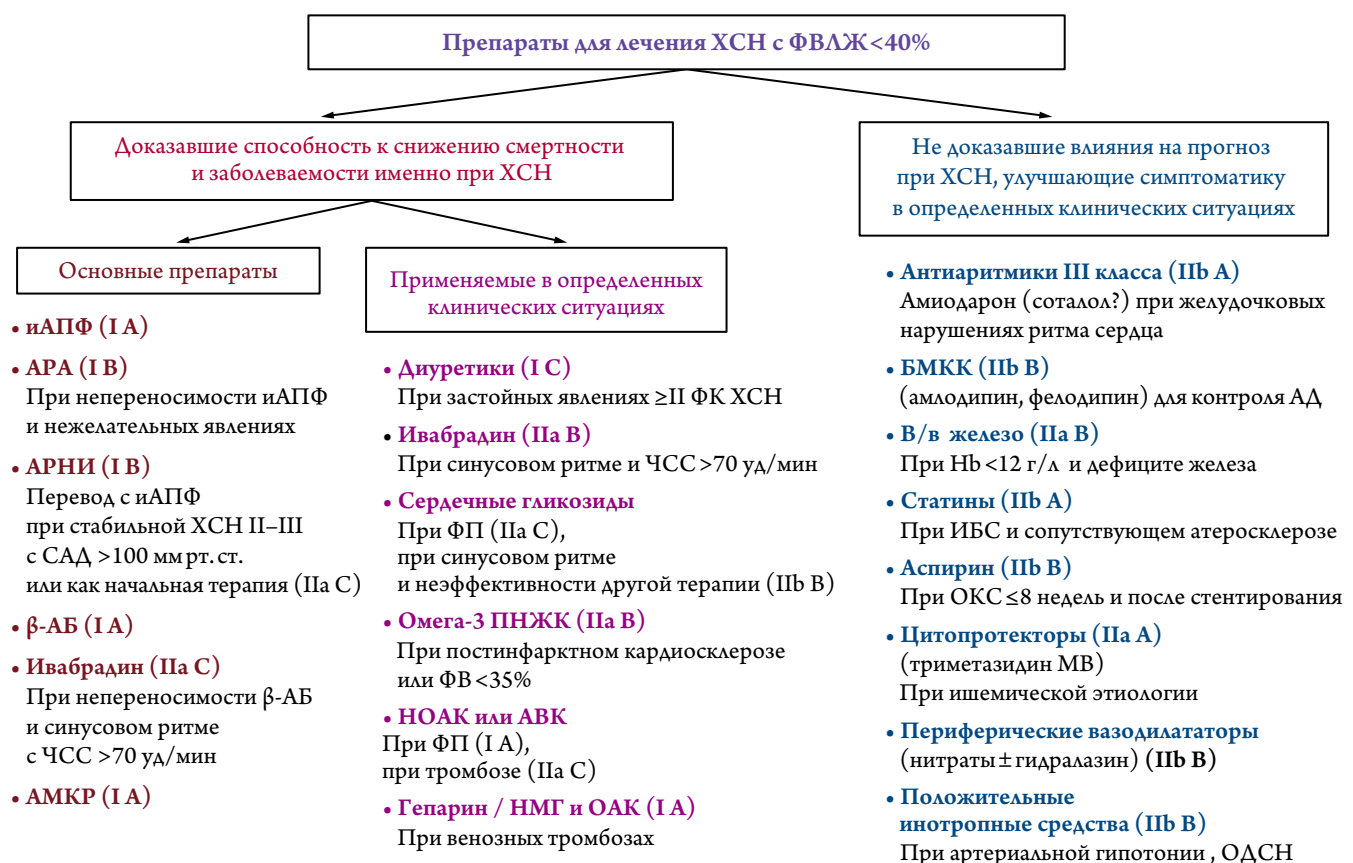 Препараты для лечения ХСН с ФВЛЖ<40%
Доказавшие способность к снижению смертности
и заболеваемости именно при ХСН
Основные препараты
• иАПФ (I A)
• АРА (I B)
При непереносимости иАПФ
и нежелательных явлениях
• АРНИ (I B)
Перевод с иАПФ
при стабильной ХСН II–III
с САД >100 мм рт. ст.
или как начальная терапия (IIa C)
• β-АБ (I A)
• Ивабрадин (IIa C)
При непереносимости β-АБ
и синусовом ритме
с ЧСС >70 уд/мин
• АМКР (I A)
Применяемые в определенных
клинических ситуациях
• Диуретики (I C)
При застойных явлениях ≥II ФК ХСН
• Ивабрадин (IIa B)
При синусовом ритме и ЧСС>70 уд/мин
• Сердечные гликозиды
При ФП (IIa C),
при синусовом ритме
и неэффективности другой терапии (IIb B)
• Омега-3 ПНЖК (IIa B)
При постинфарктном кардиосклерозе
или ФВ<35%
• НОАК или АВК
При ФП (I A),
при тромбозе (IIa C)
• Гепарин / НМГ и ОАК (I A)
При венозных тромбозах
Не доказавшие влияния на прогноз
при ХСН, улучшающие симптоматику
в определенных клинических ситуациях
• Антиаритмики III класса (IIb A)
Амиодарон (соталол?) при желудочковых
нарушениях ритма сердца
• БМКК (IIb B)
(амлодипин, фелодипин) для контроля АД
• В/в железо (IIa B)
При Hb<12 г/л и дефиците железа
• Статины (IIb A)
При ИБС и сопутствующем атеросклерозе
• Аспирин (IIb B)
При ОКС≤8 недель и после стентирования
• Цитопротекторы (IIa A)
(триметазидин МВ)
При ишемической этиологии
• Периферические вазодилататоры
(нитраты±гидралазин) (IIb B)
• Положительные
инотропные средства (IIb B)
При артериальной гипотонии , ОДСН